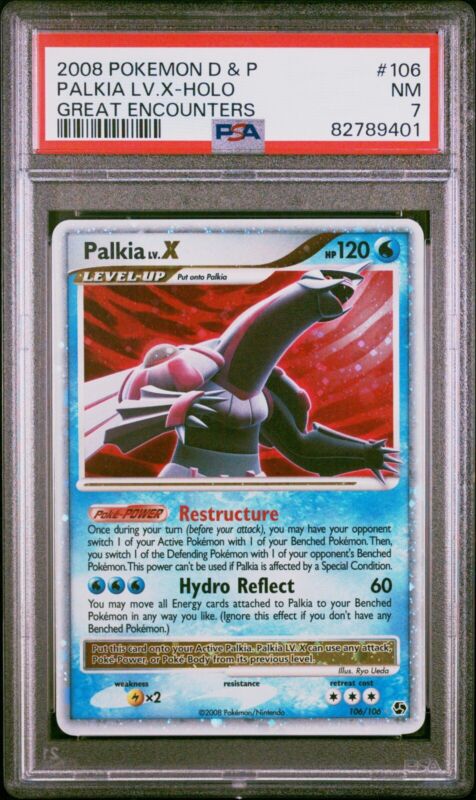 2008 POKEMON D & P #106
PALKIA LV.X-HOLO NM
GREAT ENCOUNTERS 7
PSA 82789401
Palkia LV.X HP 120
LEVEL-UP Put onto Palkia
Poké-POWER Restructure
Once during your turn (before your attack), you may have your opponent
switch 1 of your Active Pokémon with 1 of your Benched Pokémon. Then,
you switch 1 of the Defending Pokémon with 1 of your opponent's Benched
Pokémon. This power can't be used if Palkia is affected by a Special Condition.
Hydro Reflect 60
You may move all Energy cards attached to Palkia to your Benched
Pokémon in any way you like. (Ignore this effect if you don't have any
Benched Pokémon.)
Put this card onto your Active Palkia. Palkia LV. X can use any attack,
Poké-Power, or Poké-Body from its previous level.
Illus. Ryo Ueda
weakness resistance retreat cost
×2
©2008 Pokémon/Nintendo 106/106
PSA